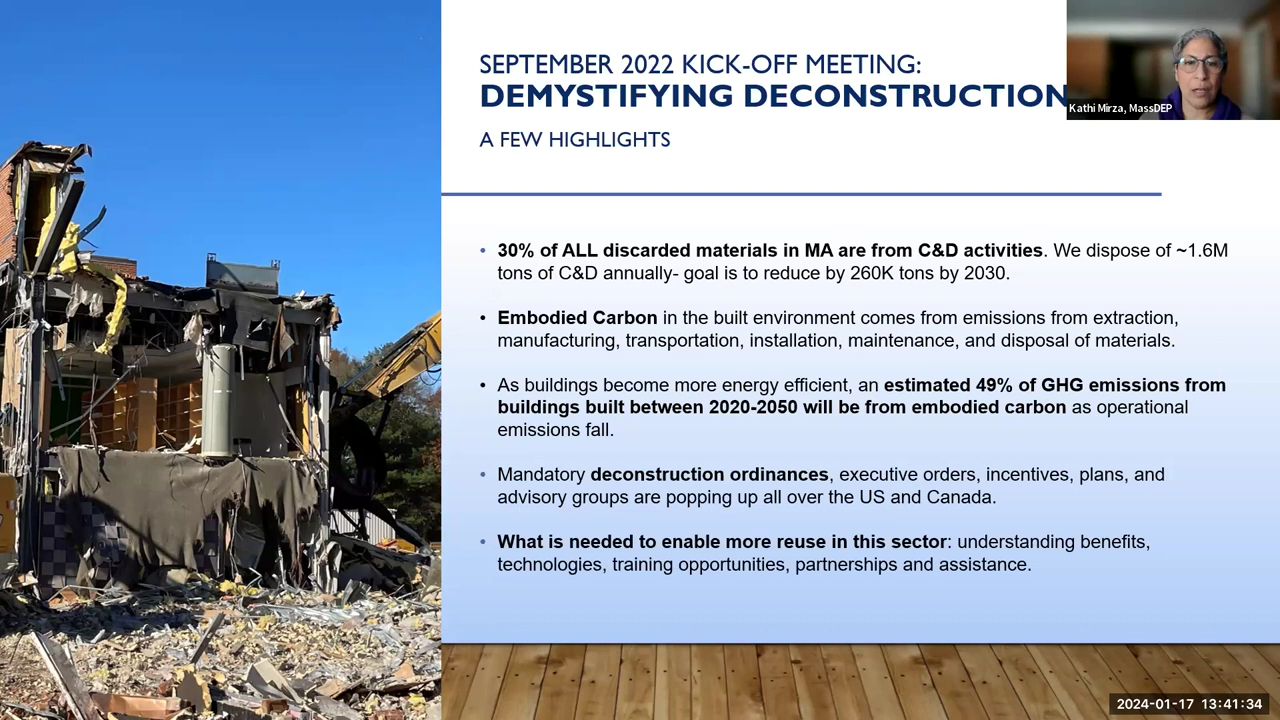 SEPTEMBER 2022 KICK-OFF MEETING:
DEMYSTIFYING DECONSTRUCTION
A FEW HIGHLIGHTS
Kathi Mirza, MassDEP
• 30% of ALL discarded materials in MA are from C&D activities. We dispose of ~1.6M
tons of C&D annually- goal is to reduce by 260K tons by 2030.
• Embodied Carbon in the built environment comes from emissions from extraction,
manufacturing, transportation, installation, maintenance, and disposal of materials.
• As buildings become more energy efficient, an estimated 49% of GHG emissions from
buildings built between 2020-2050 will be from embodied carbon as operational
emissions fall.
• Mandatory deconstruction ordinances, executive orders, incentives, plans, and
advisory groups are popping up all over the US and Canada.
• What is needed to enable more reuse in this sector: understanding benefits,
technologies, training opportunities, partnerships and assistance.
2024-01-17 13:41:34